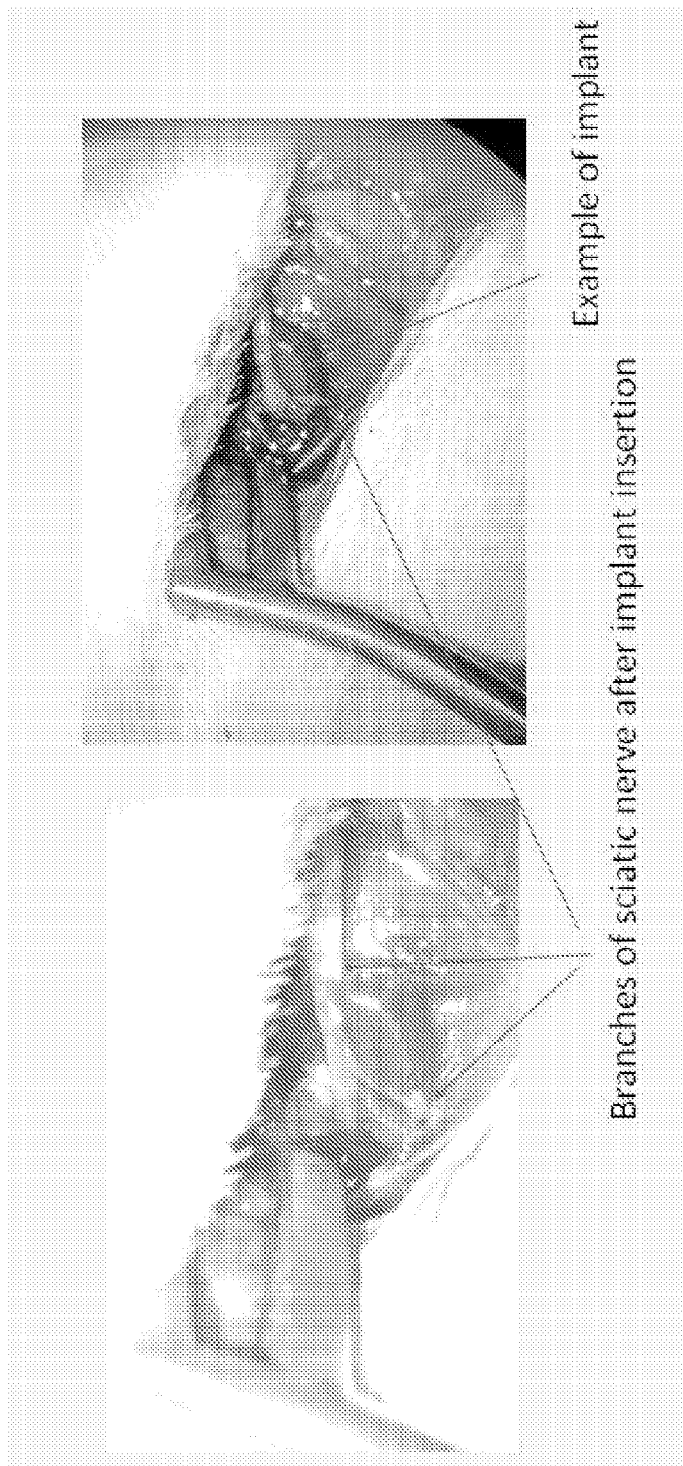 Example of implant
Branches of sciatic nerve after implant insertion